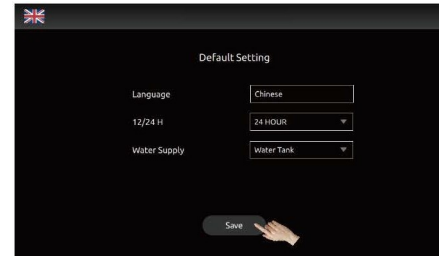 Default Setting
Language Chinese
12/24 H 24 HOUR
Water Supply Water Tank
Save